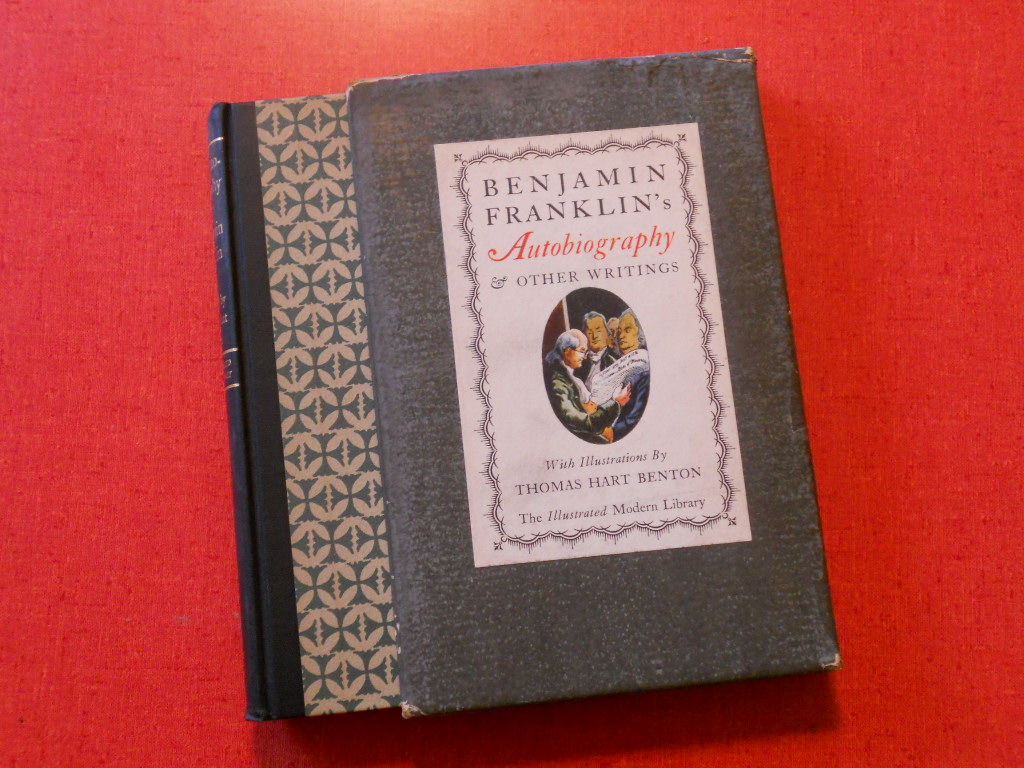 BENJAMIN
FRANKLIN's
Autobiography
& OTHER WRITINGS
With Illustrations By
THOMAS HART BENTON
The Illustrated Modern Library